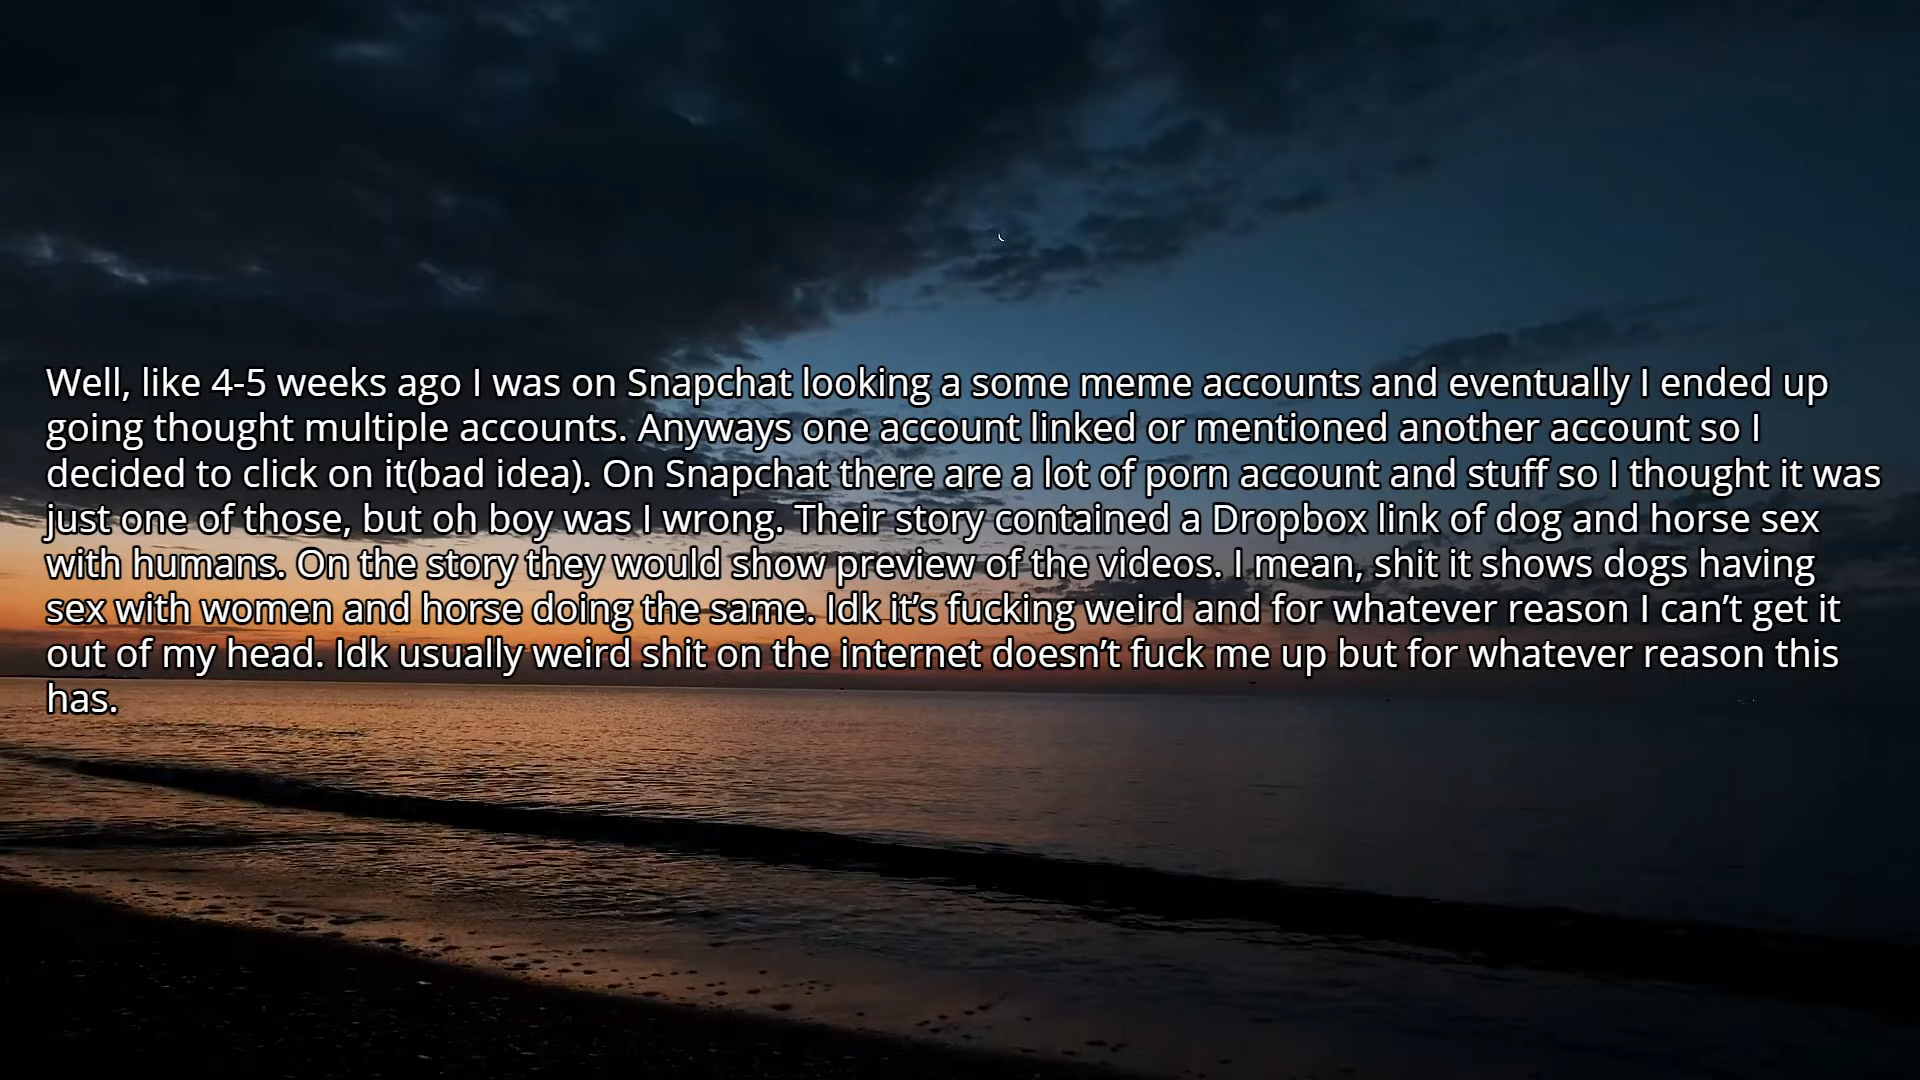 Well, like 4-5 weeks ago I was on Snapchat looking a some meme accounts and eventually I ended up
going thought multiple accounts. Anyways one account linked or mentioned another account so I
decided to click on it(bad idea). On Snapchat there are a lot of porn account and stuff so I thought it was
just one of those, but oh boy was I wrong. Their story contained a Dropbox link of dog and horse sex
with humans. On the story they would show preview of the videos. I mean, shit it shows dogs having
sex with women and horse doing the same. Idk it’s fucking weird and for whatever reason I can’t get it
out of my head. Idk usually weird shit on the internet doesn’t fuck me up but for whatever reason this
has.